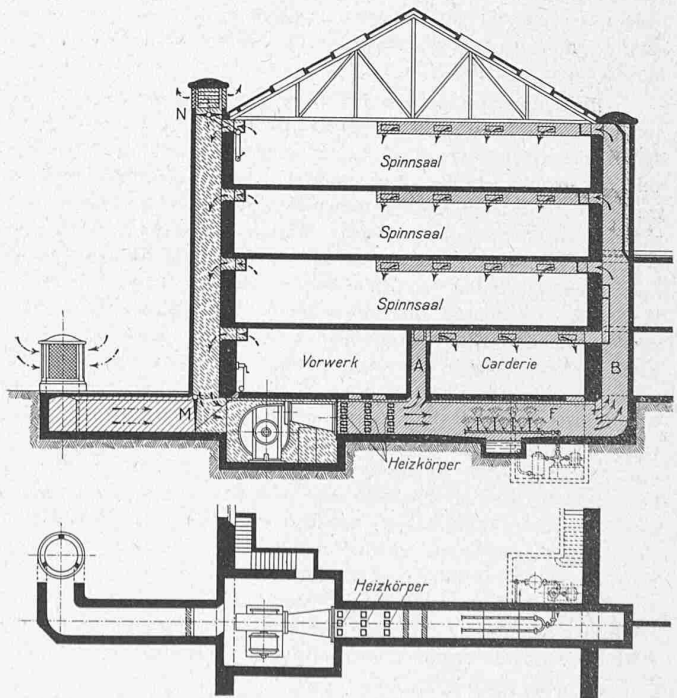 N
Spinnsaal
Spinnsaal
Spinnsaal
Vorwerk
A
Carderie
B
M
F
Heizkörper
Heizkörper